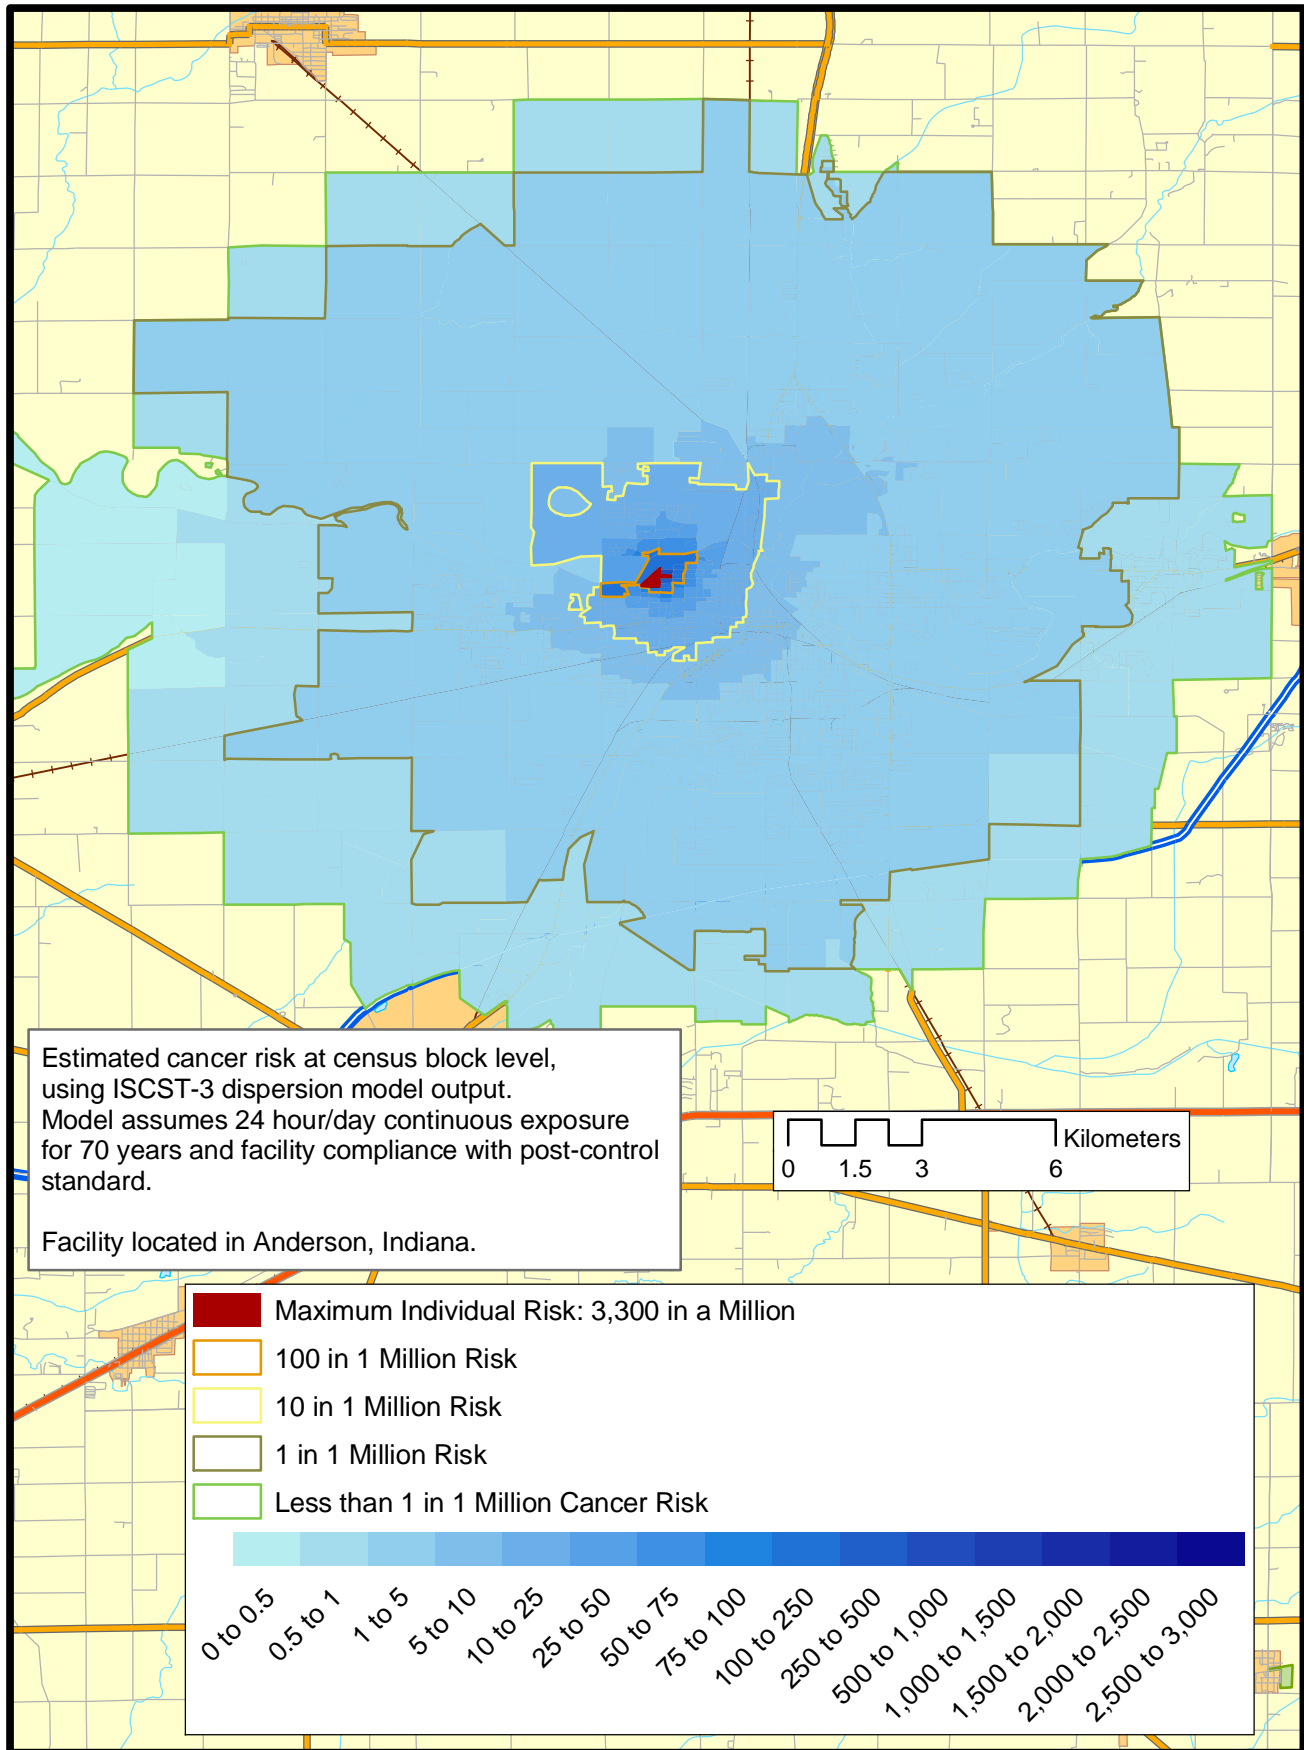 Estimated cancer risk at census block level,
using ISCST-3 dispersion model output.
Model assumes 24 hour/day continuous exposure
for 70 years and facility compliance with post-control
standard.
Facility located in Anderson, Indiana.
Kilometers
0 1.5 3 6
Maximum Individual Risk: 3,300 in a Million
100 in 1 Million Risk
10 in 1 Million Risk
1 in 1 Million Risk
Less than 1 in 1 Million Cancer Risk
0 to 0.5
0.5 to 1
1 to 5
5 to 10
10 to 25
25 to 50
50 to 75
75 to 100
100 to 250
250 to 500
500 to 1,000
1,000 to 1,500
1,500 to 2,000
2,000 to 2,500
2,500 to 3,000